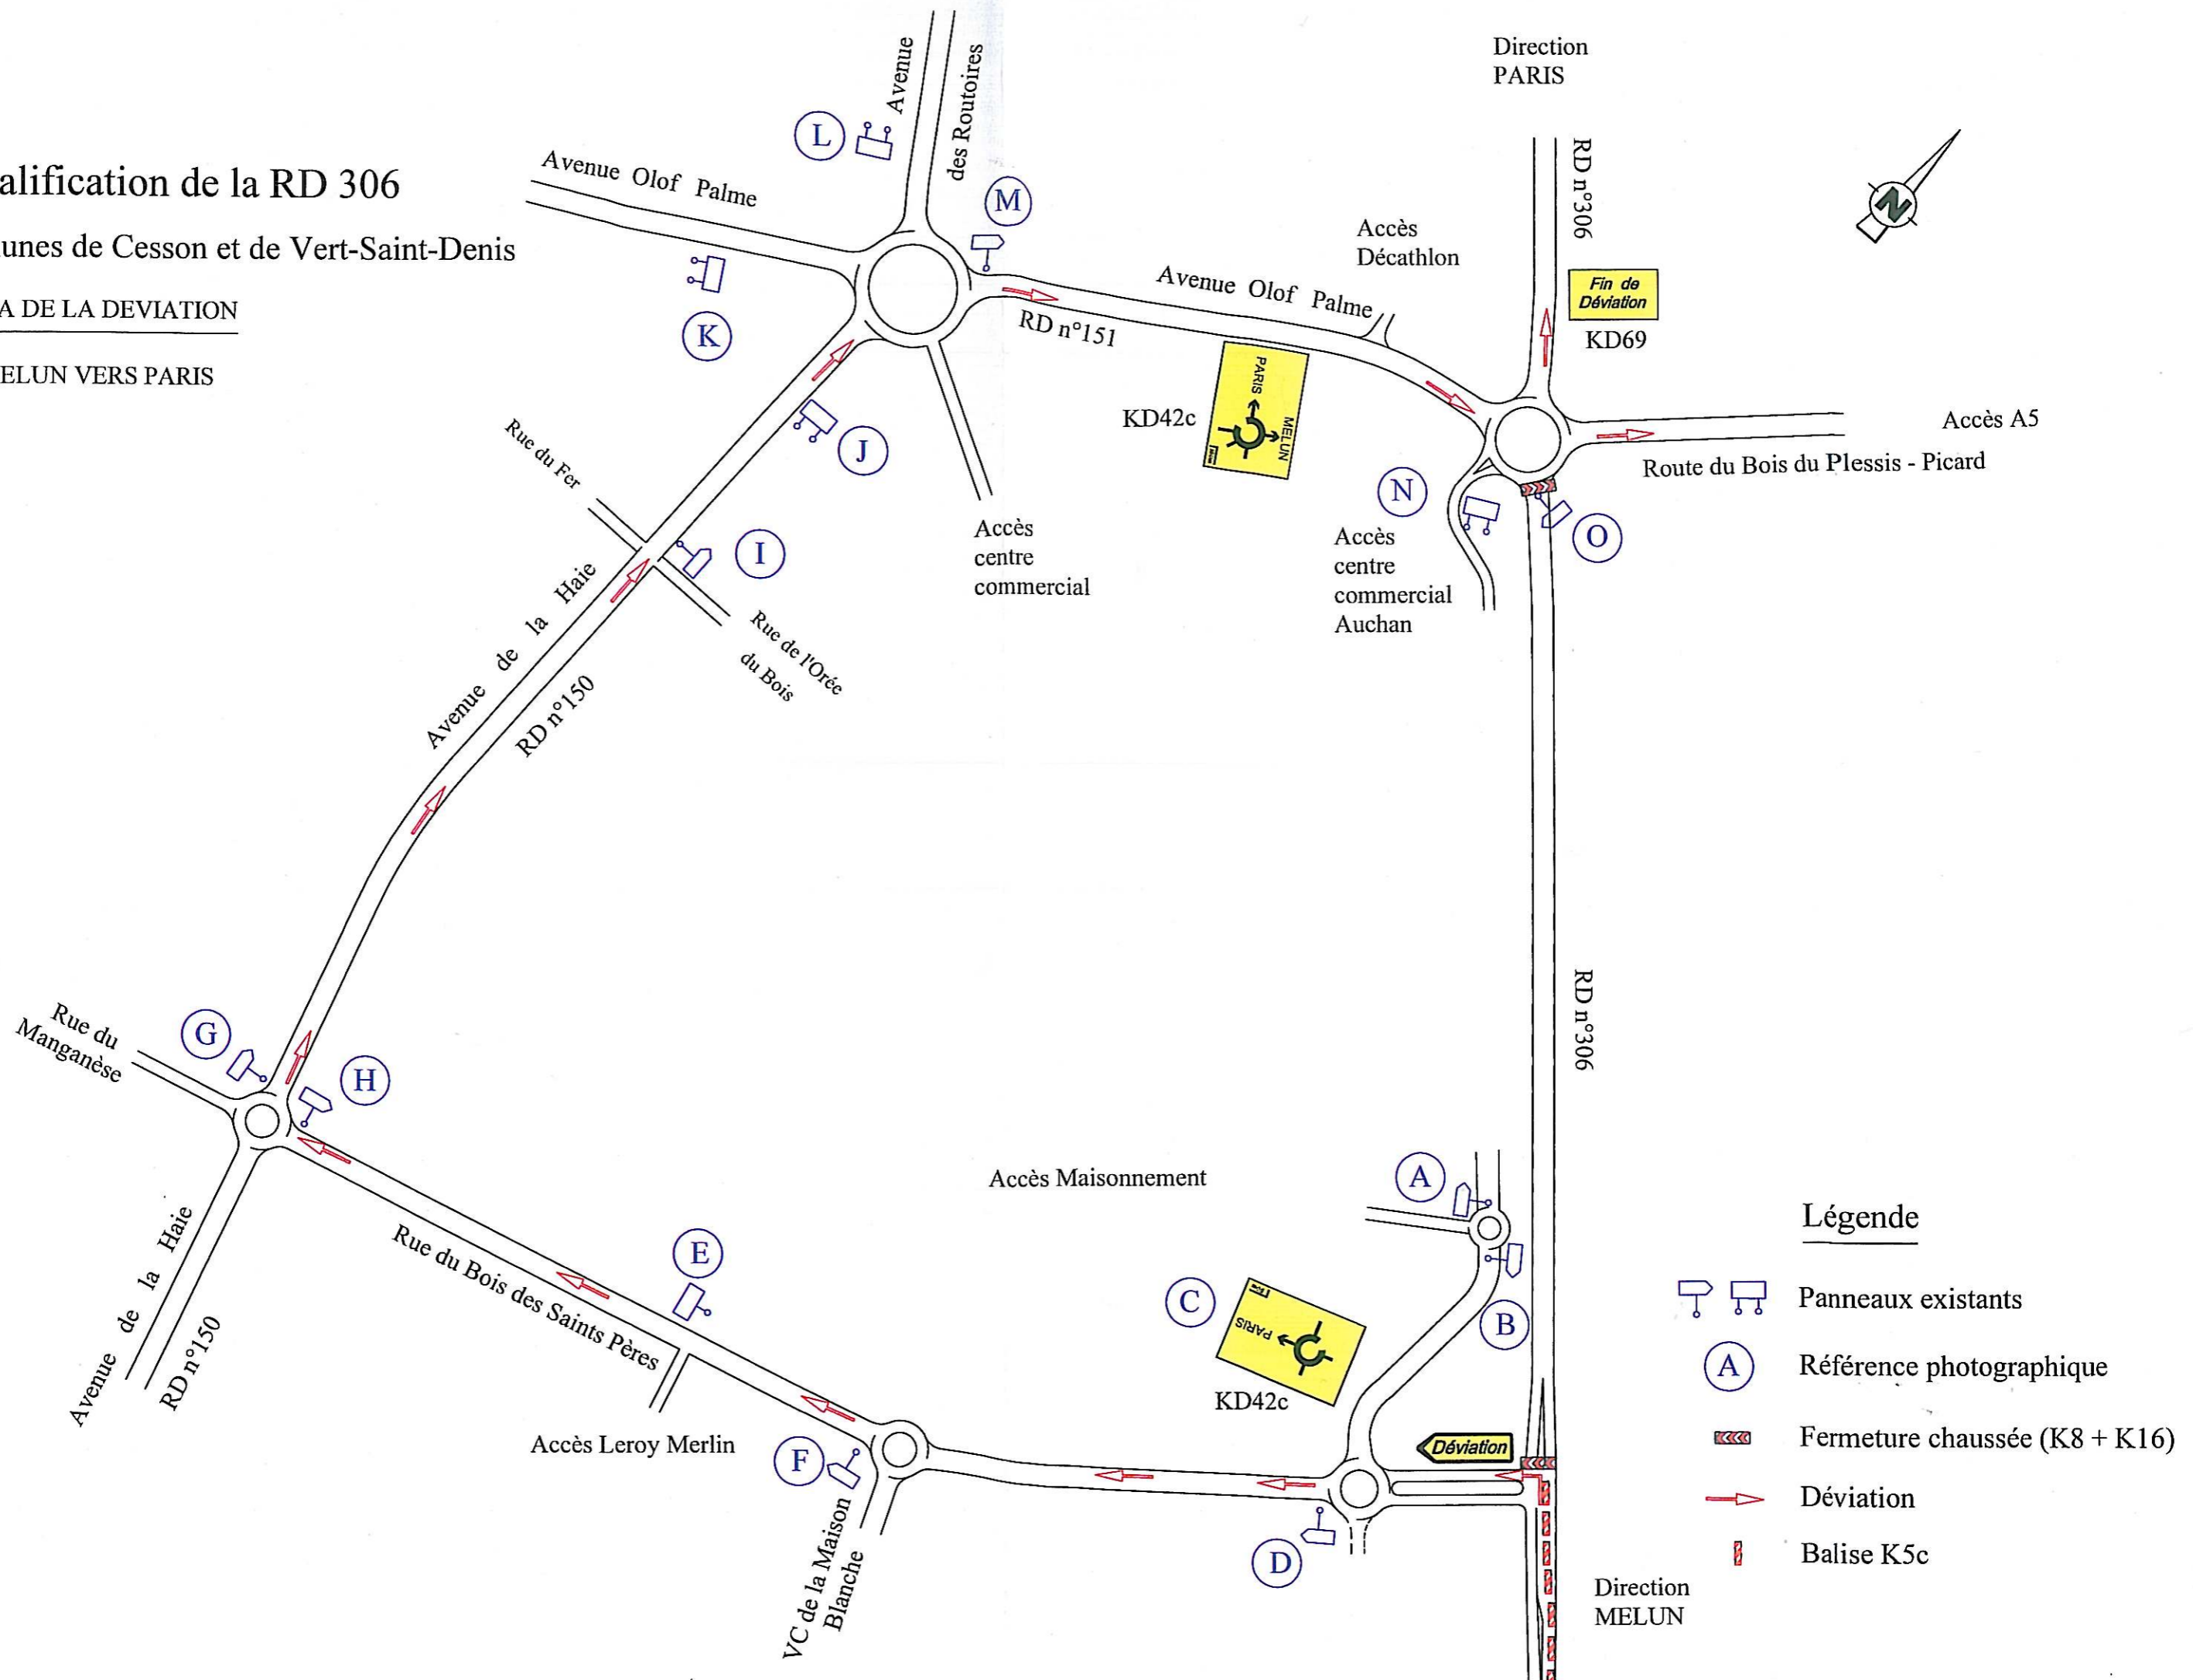 alification de la RD 306
unes de Cesson et de Vert-Saint-Denis
A DE LA DEVIATION
ELUN VERS PARIS
L
Avenue
des Routoires
Direction
PARIS
Avenue Olof Palme
M
K
RD n°306
N
Accès
Décathlon
Avenue Olof Palme
RD n°151
Fin de
Déviation
KD69
KD42c
PARIS
MELUN
J
Rue du Fer
I
Accès A5
Route du Bois du Plessis - Picard
N
O
Accès
centre
commercial
Accès
centre
commercial
Auchan
Avenue de la Haie
RD n°150
Rue de l'Orée
du Bois
RD n°306
Rue du
Manganèse
G
H
Accès Maisonnement
A
B
C
PARIS
KD42c
E
Rue du Bois des Saints Pères
Avenue de la Haie
RD n°150
Accès Leroy Merlin
F
VC de la Maison
Blanche
D
Déviation
Direction
MELUN
Légende
Panneaux existants
A
Référence photographique
Fermeture chaussée (K8 + K16)
Déviation
Balise K5c